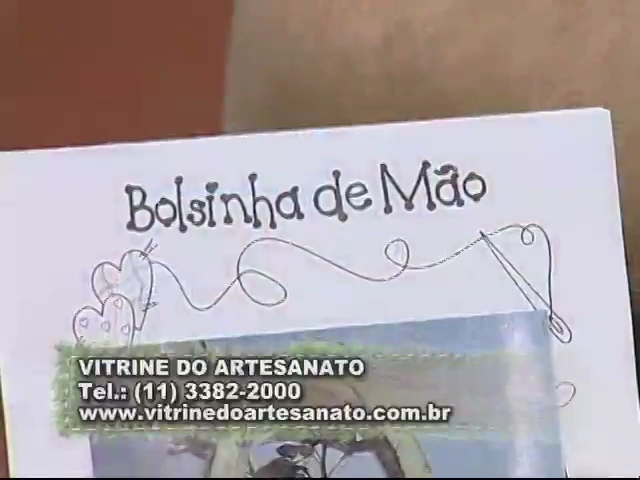 Bolsinha de Mão
VITRINE DO ARTESANATO
Tel.: (11) 3382-2000
www.vitrinedoartesanato.com.br